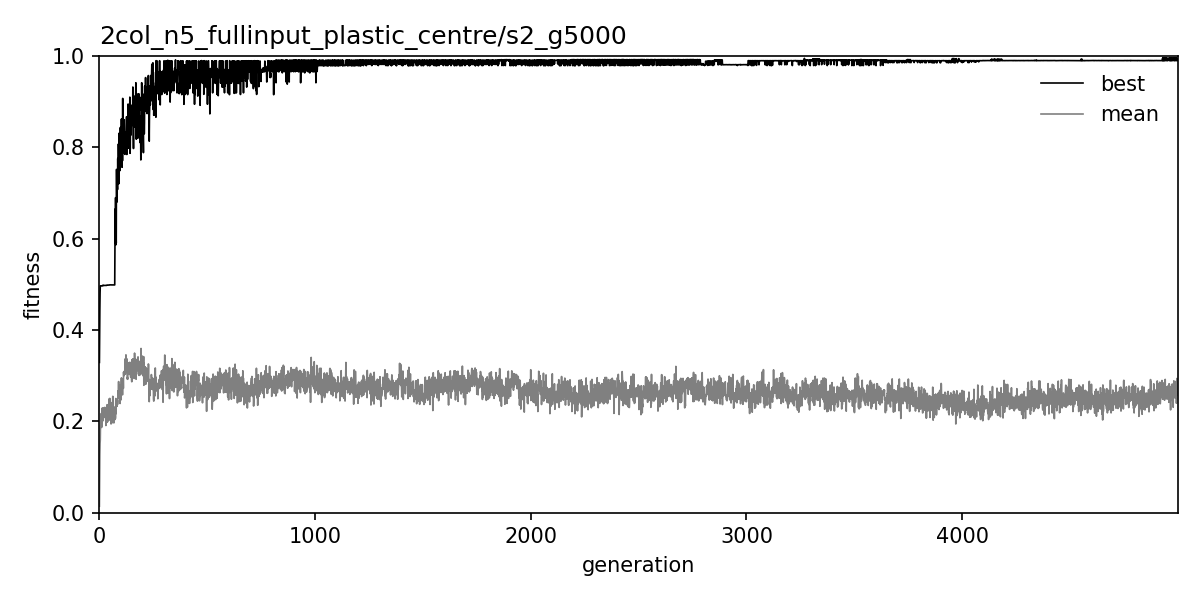 2col_n5_fullinput_plastic_centre/s2_g5000
1.0
best
mean
0.8
0.6
fitness
0.4
0.2
0.0
0 1000 2000 3000 4000
generation